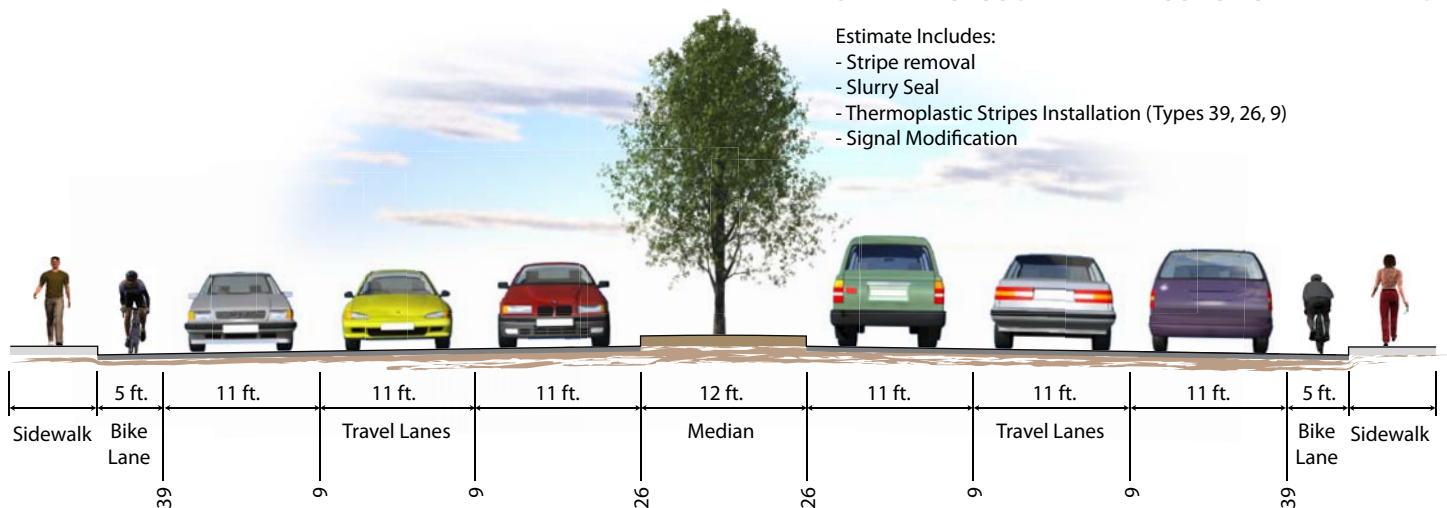 Estimate Includes:
- Stripe removal
- Slurry Seal
- Thermoplastic Stripes Installation (Types 39, 26, 9)
- Signal Modification
5 ft. 11 ft. 11 ft. 11 ft. 12 ft. 11 ft. 11 ft. 11 ft. 5 ft.
Sidewalk Bike Lane Travel Lanes Median Travel Lanes Bike Lane Sidewalk
39 9 9 26 26 9 9 39